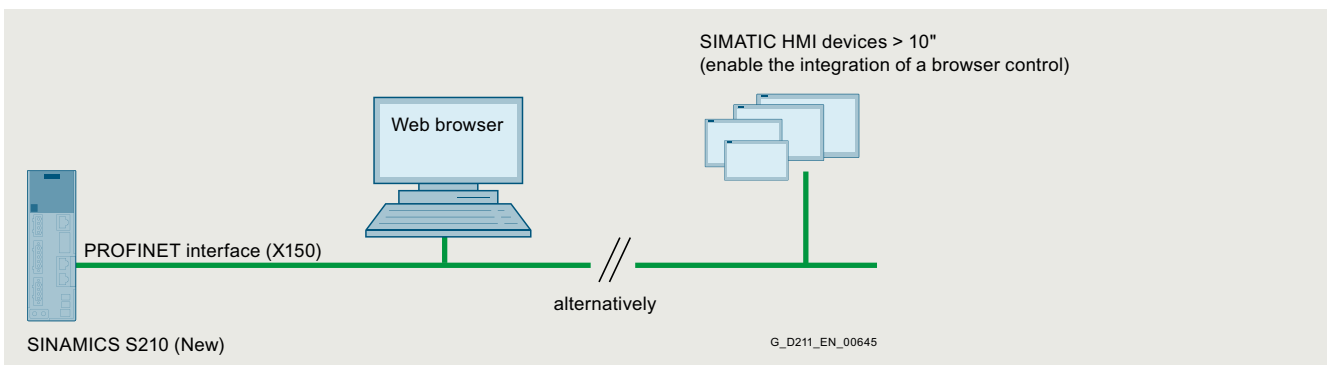 SIMATIC HMI devices > 10"
(enable the integration of a browser control)
Web browser
PROFINET interface (X150)
alternatively
SINAMICS S210 (New)
G_D211_EN_00645